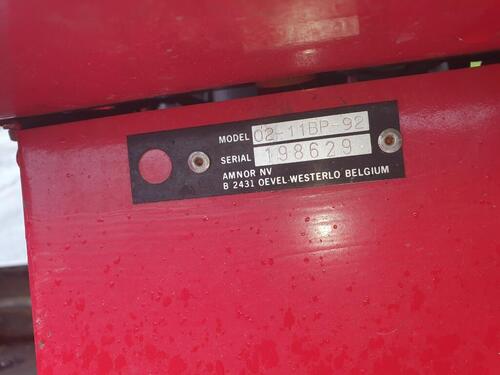 MODEL 02-11BP-92
SERIAL 198629
AMNOR NV
B 2431 OEVEL-WESTERLO BELGIUM